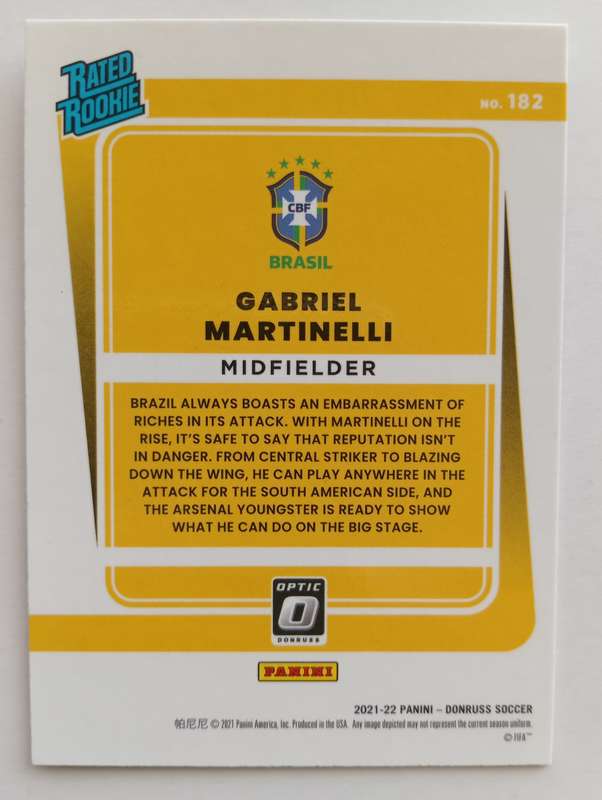 RATED
ROOKIE
NO. 182
CBF
BRASIL
GABRIEL
MARTINELLI
MIDFIELDER
BRAZIL ALWAYS BOASTS AN EMBARRASSMENT OF
RICHES IN ITS ATTACK. WITH MARTINELLI ON THE
RISE, IT'S SAFE TO SAY THAT REPUTATION ISN'T
IN DANGER. FROM CENTRAL STRIKER TO BLAZING
DOWN THE WING, HE CAN PLAY ANYWHERE IN THE
ATTACK FOR THE SOUTH AMERICAN SIDE, AND
THE ARSENAL YOUNGSTER IS READY TO SHOW
WHAT HE CAN DO ON THE BIG STAGE.
OPTIC
O
DONRUSS
PANINI
2021-22 PANINI – DONRUSS SOCCER
帕尼尼 © 2021 Panini America, Inc. Produced in the USA. Any image depicted may not represent the current season uniform.
© FIFA™